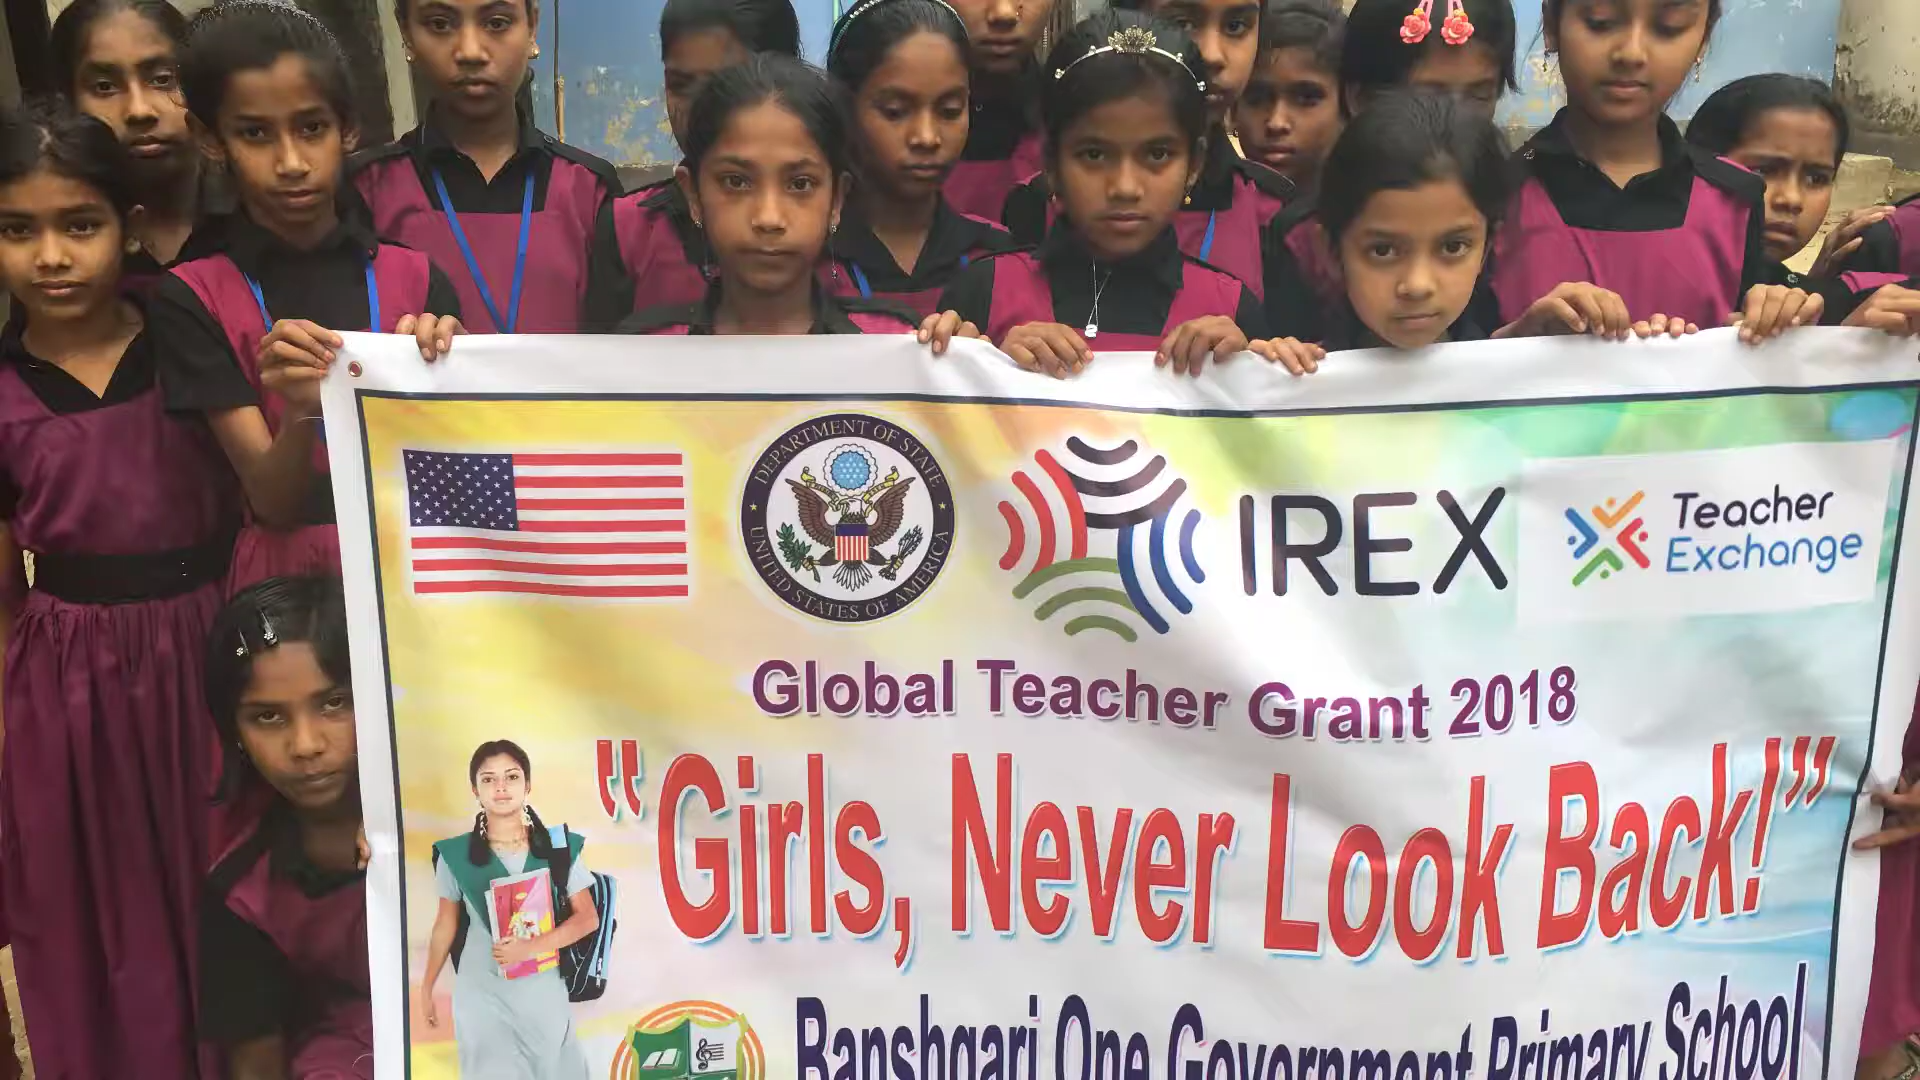 DEPARTMENT OF STATE
UNITED STATES OF AMERICA
IREX
Teacher
Exchange
Global Teacher Grant 2018
"Girls, Never Look Back!"
Banshgari One Government Primary School